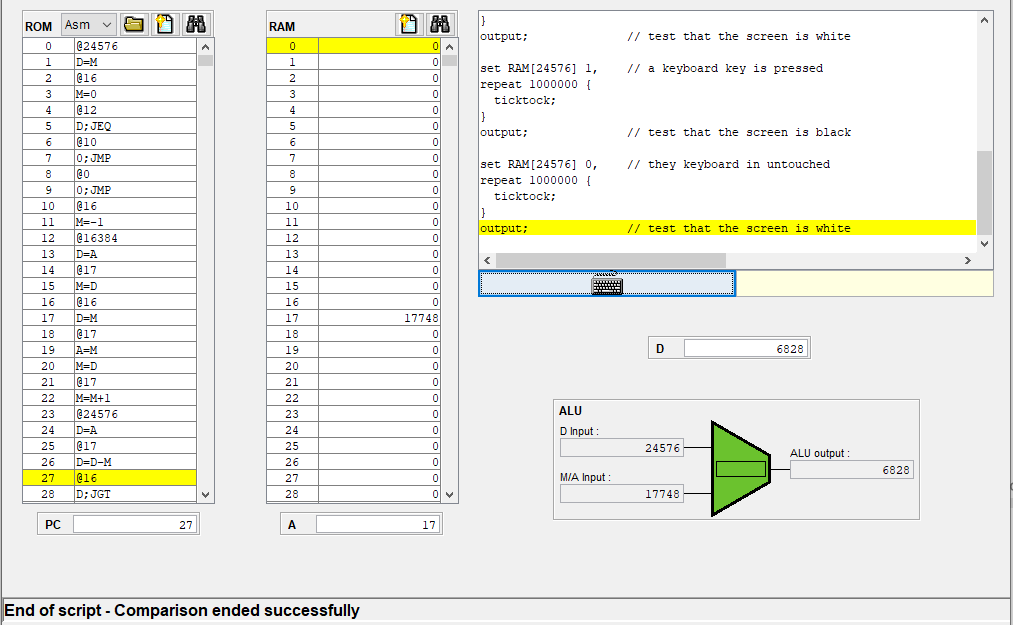 ROM Asm
0 @24576
1 D=M
2 @16
3 M=0
4 @12
5 D;JEQ
6 @10
7 0;JMP
8 @0
9 0;JMP
10 @16
11 M=-1
12 @16384
13 D=A
14 @17
15 M=D
16 @16
17 D=M
18 @17
19 A=M
20 M=D
21 @17
22 M=M+1
23 @24576
24 D=A
25 @17
26 D=D-M
27 @16
28 D;JGT
PC 27
RAM
0 0
1 0
2 0
3 0
4 0
5 0
6 0
7 0
8 0
9 0
10 0
11 0
12 0
13 0
14 0
15 0
16 0
17 17748
18 0
19 0
20 0
21 0
22 0
23 0
24 0
25 0
26 0
27 0
28 0
A 17
}
output; // test that the screen is white
set RAM[24576] 1, // a keyboard key is pressed
repeat 1000000 {
ticktock;
}
output; // test that the screen is black
set RAM[24576] 0, // they keyboard in untouched
repeat 1000000 {
ticktock;
}
output; // test that the screen is white
D 6828
ALU
D Input :
24576
M/A Input :
17748
ALU output :
6828
End of script - Comparison ended successfully